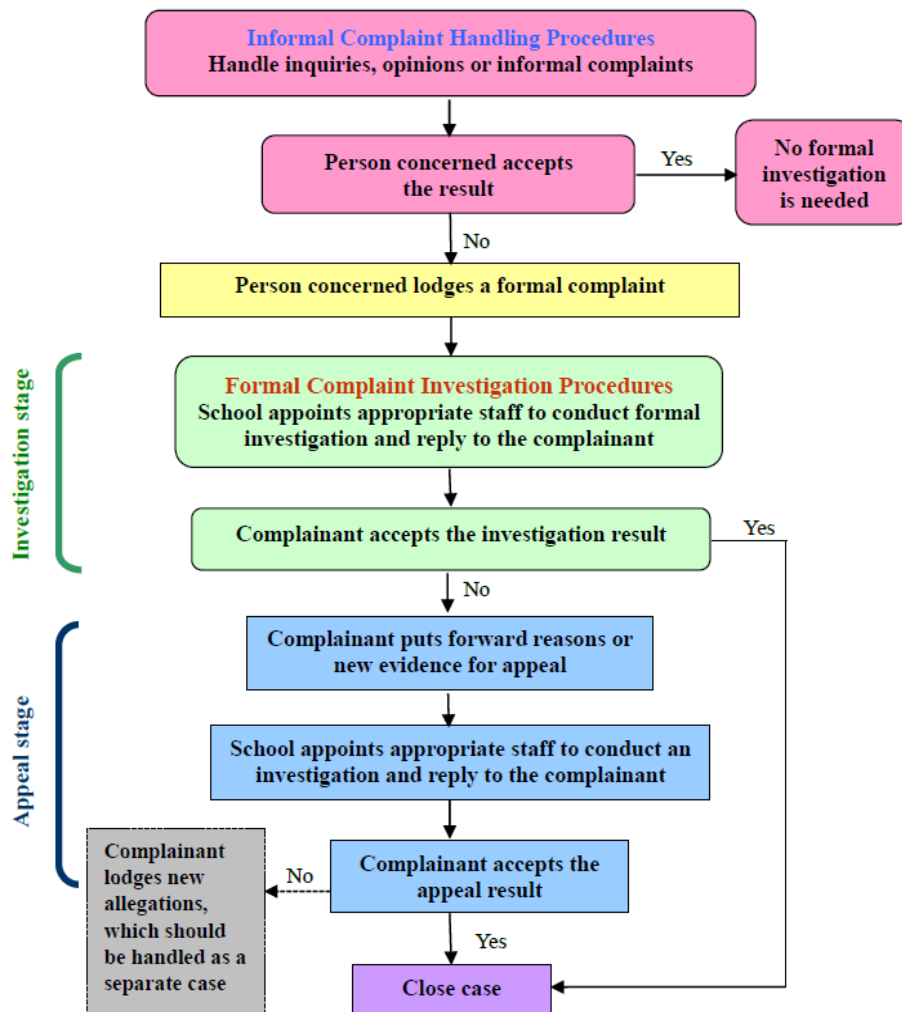 Informal Complaint Handling Procedures
Handle inquiries, opinions or informal complaints
Person concerned accepts
the result
Yes
No formal
investigation
is needed
No
Person concerned lodges a formal complaint
Investigation stage
Formal Complaint Investigation Procedures
School appoints appropriate staff to conduct formal
investigation and reply to the complainant
Complainant accepts the investigation result
Yes
No
Appeal stage
Complainant puts forward reasons or
new evidence for appeal
School appoints appropriate staff to conduct an
investigation and reply to the complainant
Complainant accepts the
appeal result
No
Complainant
lodges new
allegations,
which should
be handled as a
separate case
Yes
Close case